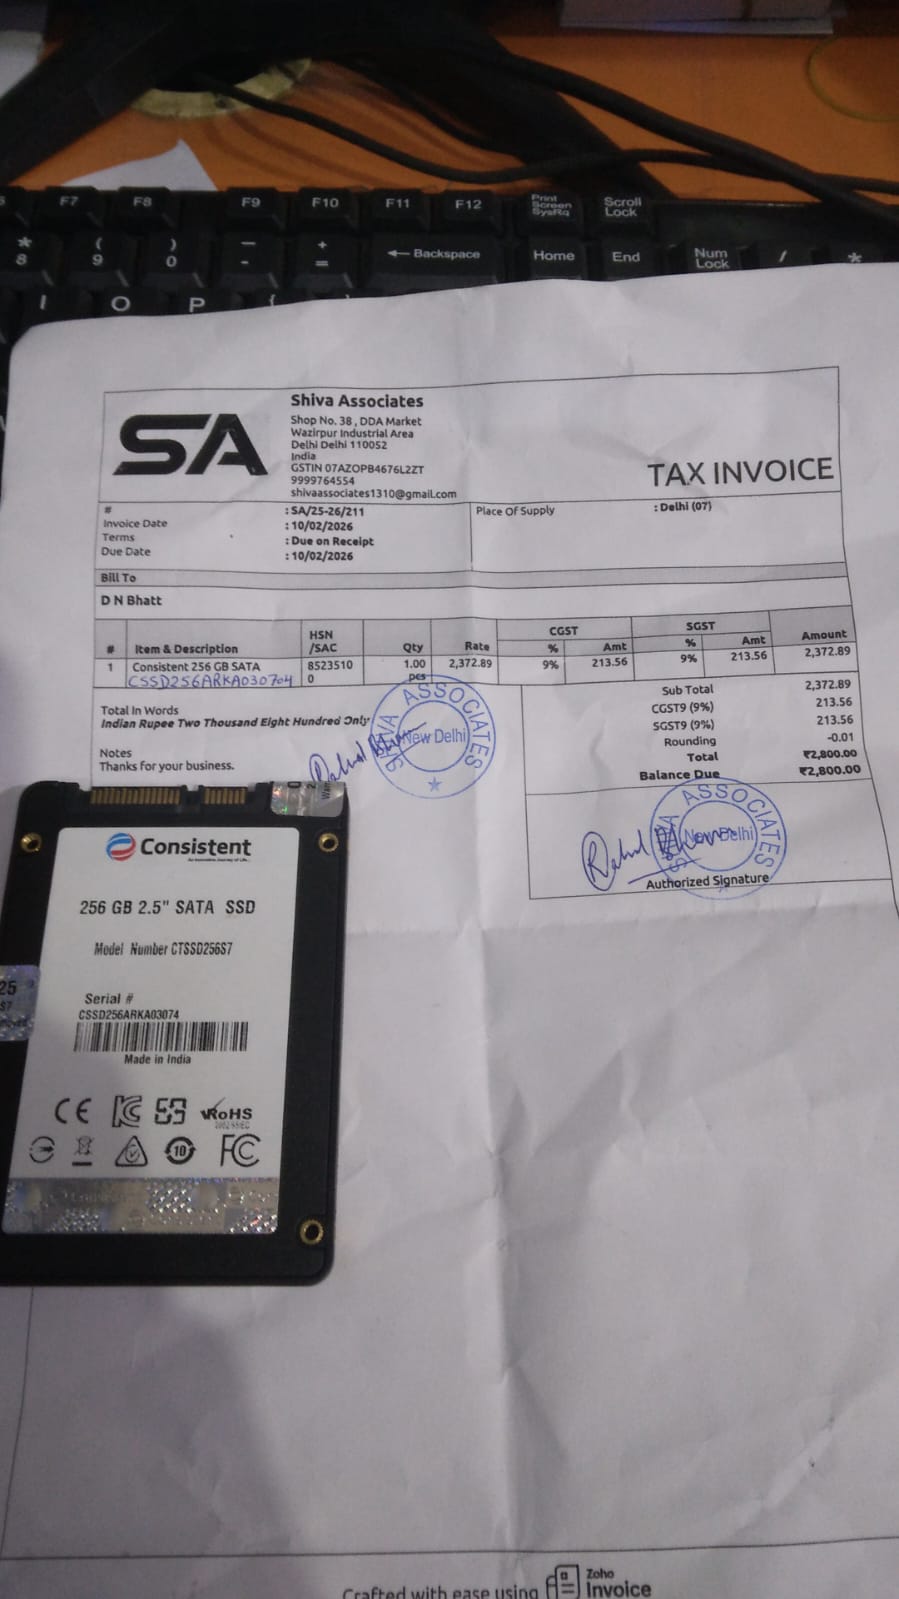 F7 F8 F9 F10 F11 F12 Print Screen SysRq Scroll Lock
* 8 ( 9 ) 0 — - + = ← Backspace Home End Num Lock / *
I O P {
SA
Shiva Associates
Shop No. 38 , DDA Market
Wazirpur Industrial Area
Delhi Delhi 110052
India
GSTIN 07AZOPB4676L2ZT
9999764554
shivaassociates1310@gmail.com
TAX INVOICE
# : SA/25-26/211
Invoice Date : 10/02/2026
Terms : Due on Receipt
Due Date : 10/02/2026
Place Of Supply : Delhi (07)
Bill To
D N Bhatt
# Item & Description HSN /SAC Qty Rate CGST % Amt SGST % Amt Amount
1 Consistent 256 GB SATA 8523510 1.00 2,372.89 9% 213.56 9% 213.56 2,372.89
CSSD256ARKA030704 0 pcs
Sub Total 2,372.89
CGST9 (9%) 213.56
SGST9 (9%) 213.56
Rounding -0.01
Total ₹2,800.00
Balance Due ₹2,800.00
Total In Words
Indian Rupee Two Thousand Eight Hundred Only
Notes
Thanks for your business.
SHIVA ASSOCIATES
New Delhi
SHIVA ASSOCIATES
New Delhi
Authorized Signature
Consistent
256 GB 2.5" SATA SSD
Model Number CTSSD256S7
Serial #
CSSD256ARKA03074
Made in India
CE KC RoHS
10 FC
25
S7
Crafted with ease using Zoho Invoice